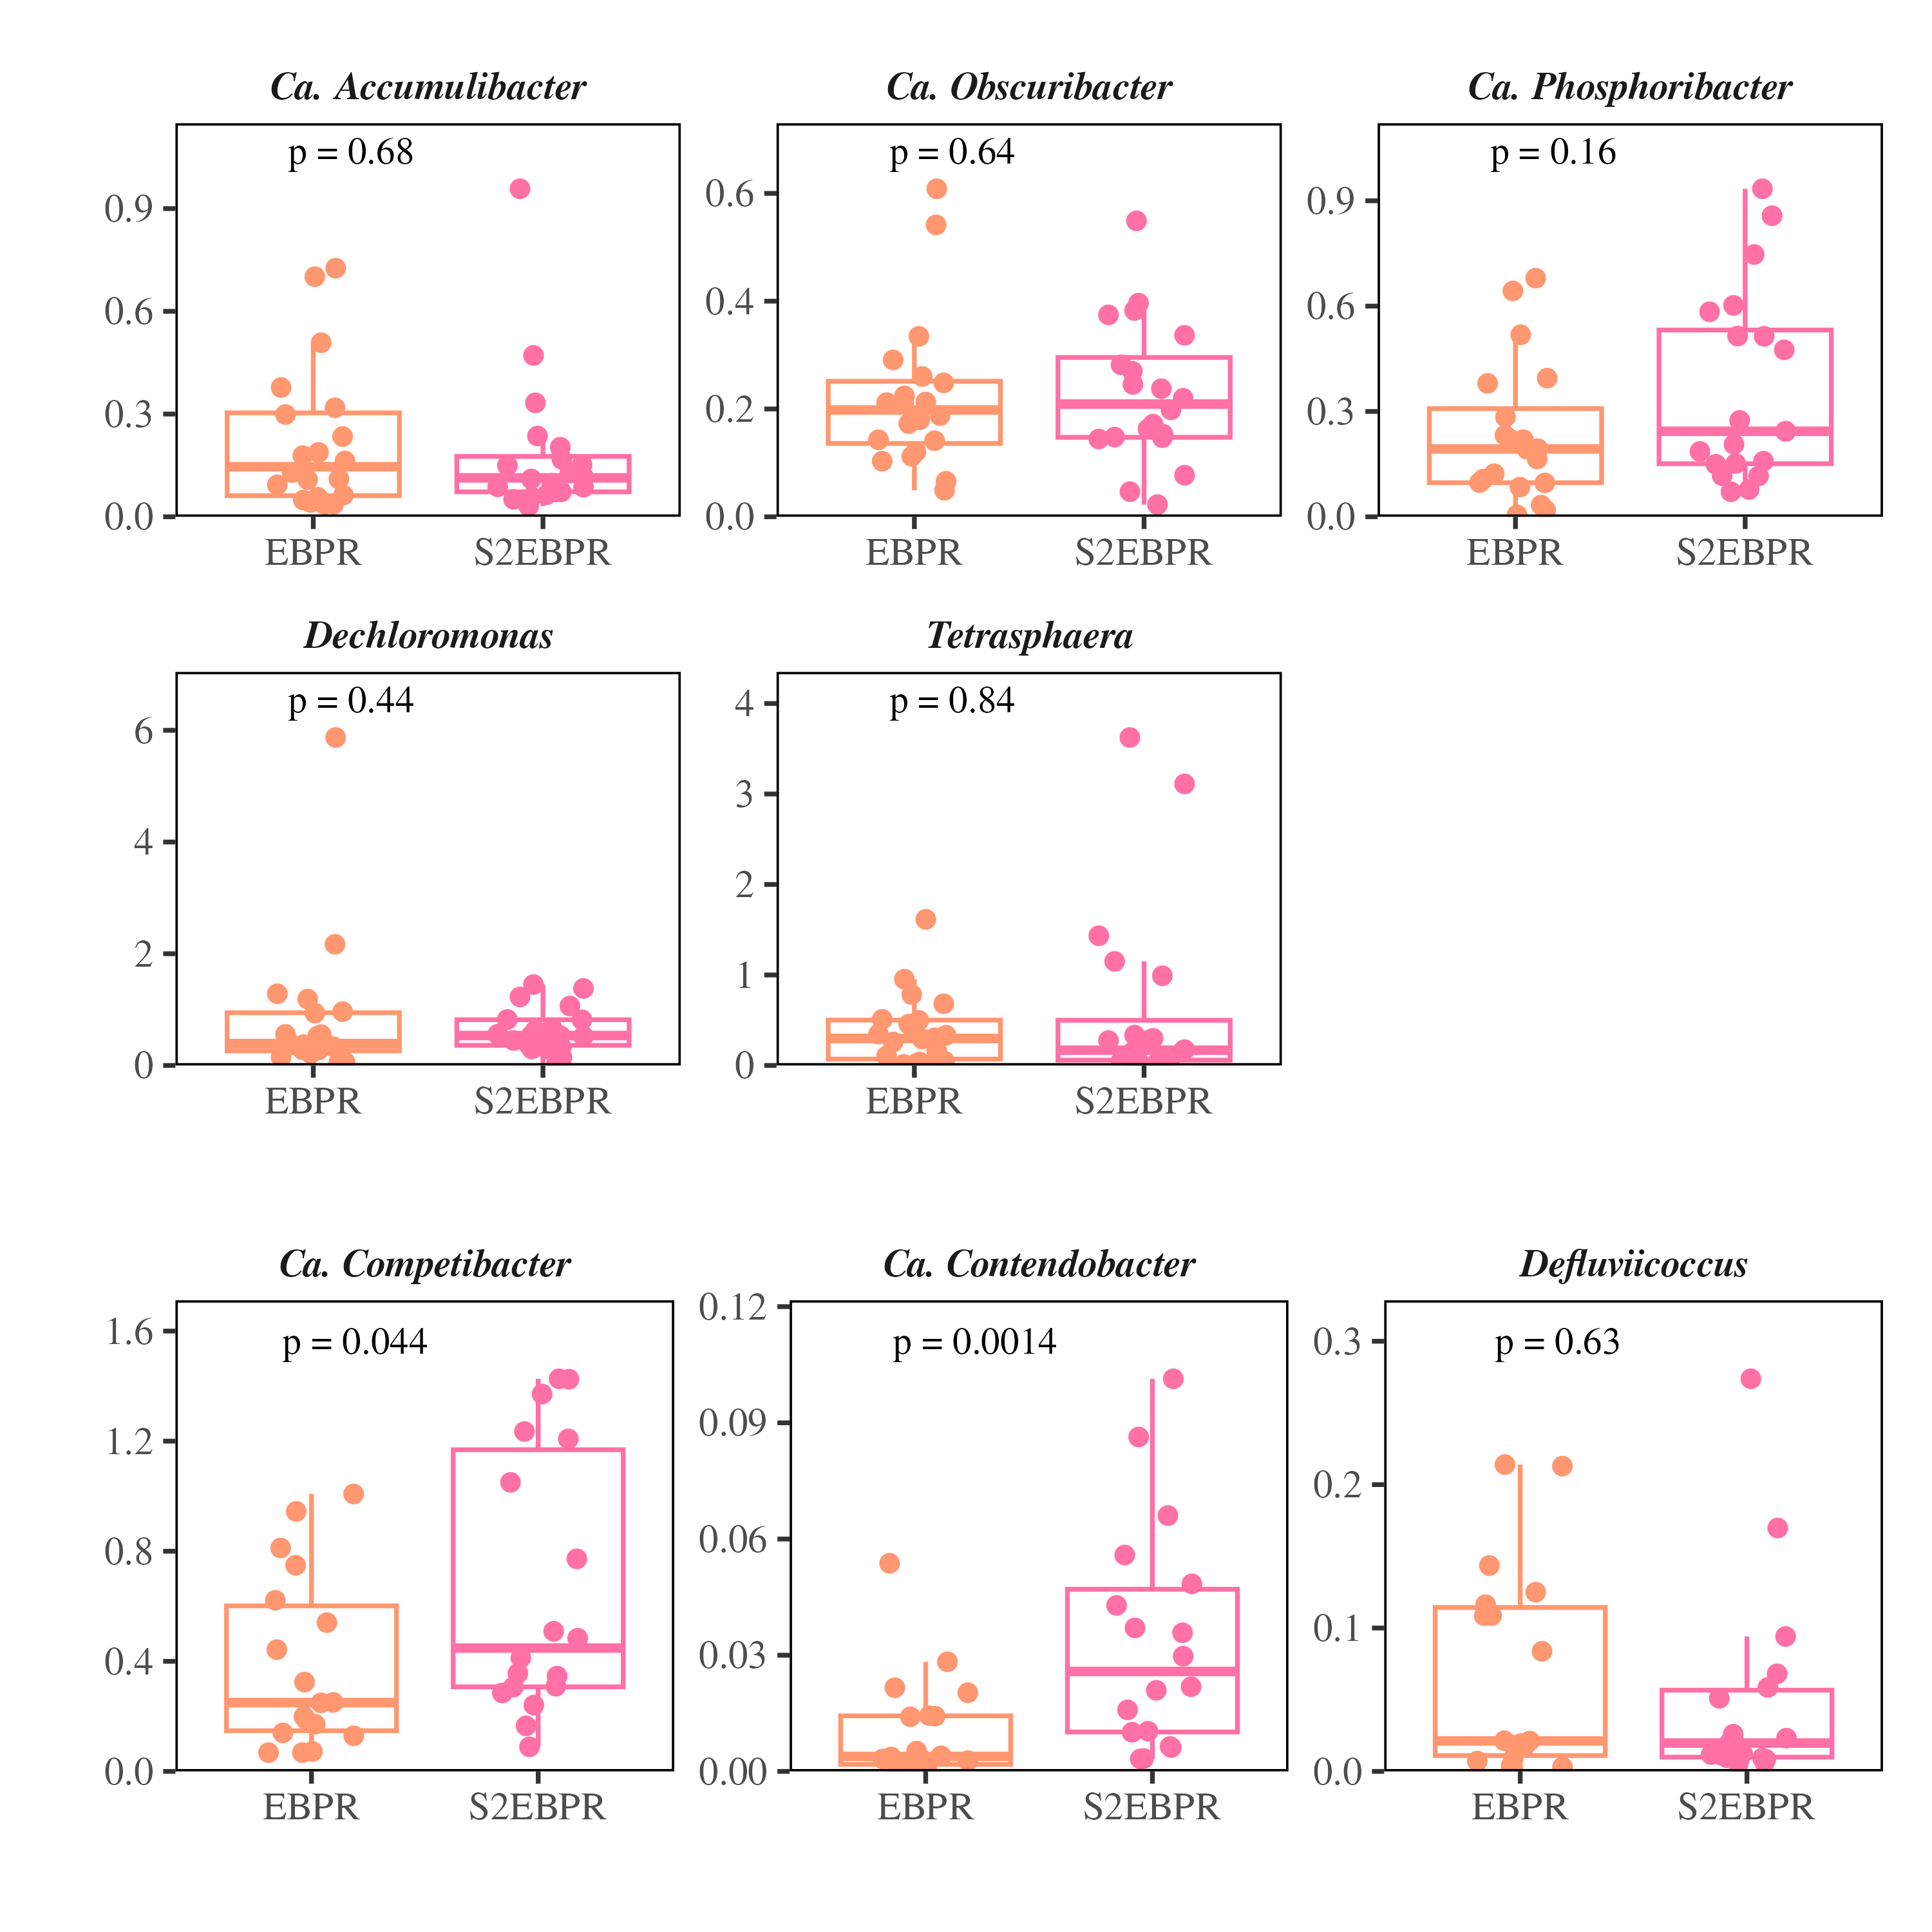 Ca. Accumulibacter
Ca. Obscuribacter
Ca. Phosphoribacter
p = 0.68
p = 0.64
p = 0.16
0.9
0.6
0.3
0.0
0.6
0.4
0.2
0.0
0.9
0.6
0.3
0.0
EBPR S2EBPR
EBPR S2EBPR
EBPR S2EBPR
Dechloromonas
Tetrasphaera
p = 0.44
p = 0.84
6
4
2
0
4
3
2
1
0
EBPR S2EBPR
EBPR S2EBPR
Ca. Competibacter
Ca. Contendobacter
Defluviicoccus
p = 0.044
p = 0.0014
p = 0.63
1.6
1.2
0.8
0.4
0.0
0.12
0.09
0.06
0.03
0.00
0.3
0.2
0.1
0.0
EBPR S2EBPR
EBPR S2EBPR
EBPR S2EBPR